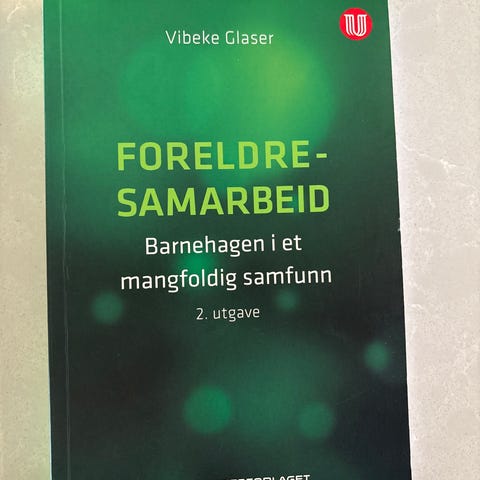 Vibeke Glaser
U
FORELDRE-
SAMARBEID
Barnehagen i et
mangfoldig samfunn
2. utgave